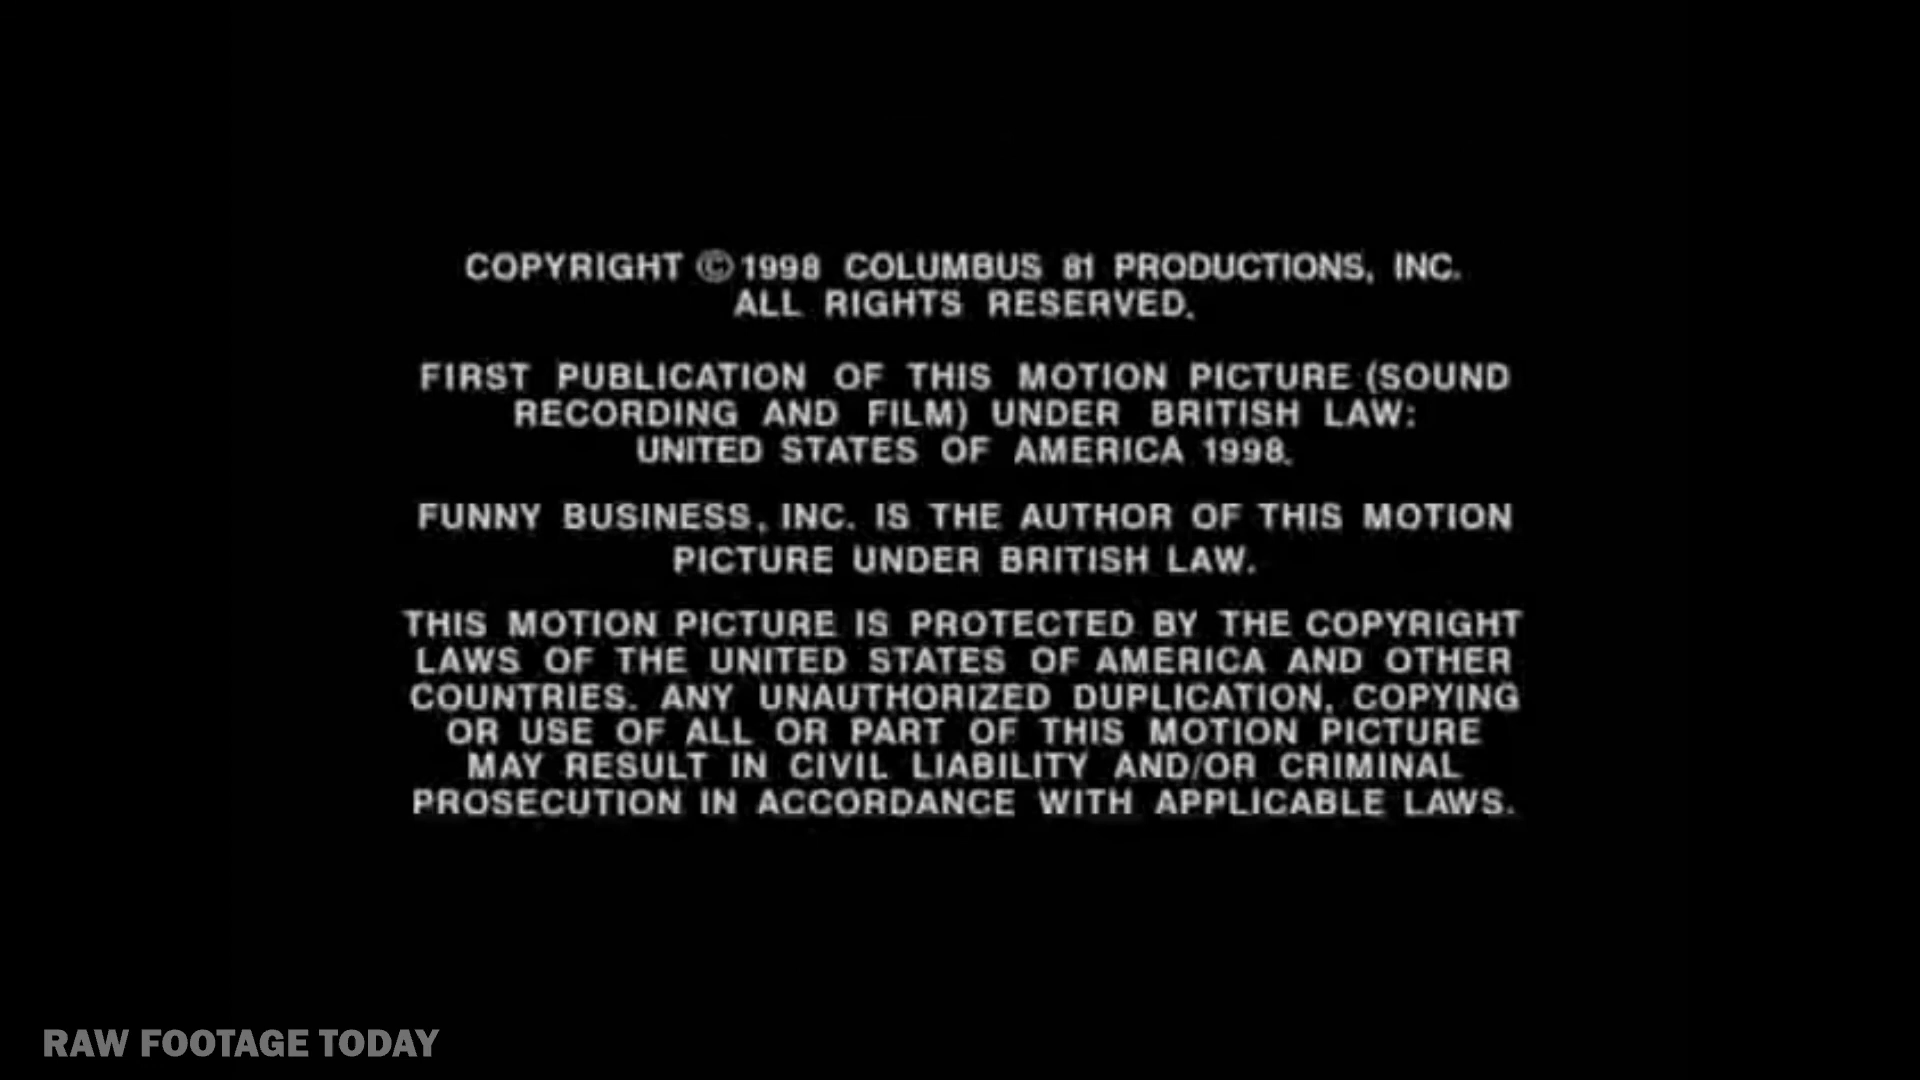 COPYRIGHT ©1998 COLUMBUS 81 PRODUCTIONS, INC.
ALL RIGHTS RESERVED.
FIRST PUBLICATION OF THIS MOTION PICTURE (SOUND
RECORDING AND FILM) UNDER BRITISH LAW:
UNITED STATES OF AMERICA 1998.
FUNNY BUSINESS, INC. IS THE AUTHOR OF THIS MOTION
PICTURE UNDER BRITISH LAW.
THIS MOTION PICTURE IS PROTECTED BY THE COPYRIGHT
LAWS OF THE UNITED STATES OF AMERICA AND OTHER
COUNTRIES. ANY UNAUTHORIZED DUPLICATION, COPYING
OR USE OF ALL OR PART OF THIS MOTION PICTURE
MAY RESULT IN CIVIL LIABILITY AND/OR CRIMINAL
PROSECUTION IN ACCORDANCE WITH APPLICABLE LAWS.
RAW FOOTAGE TODAY